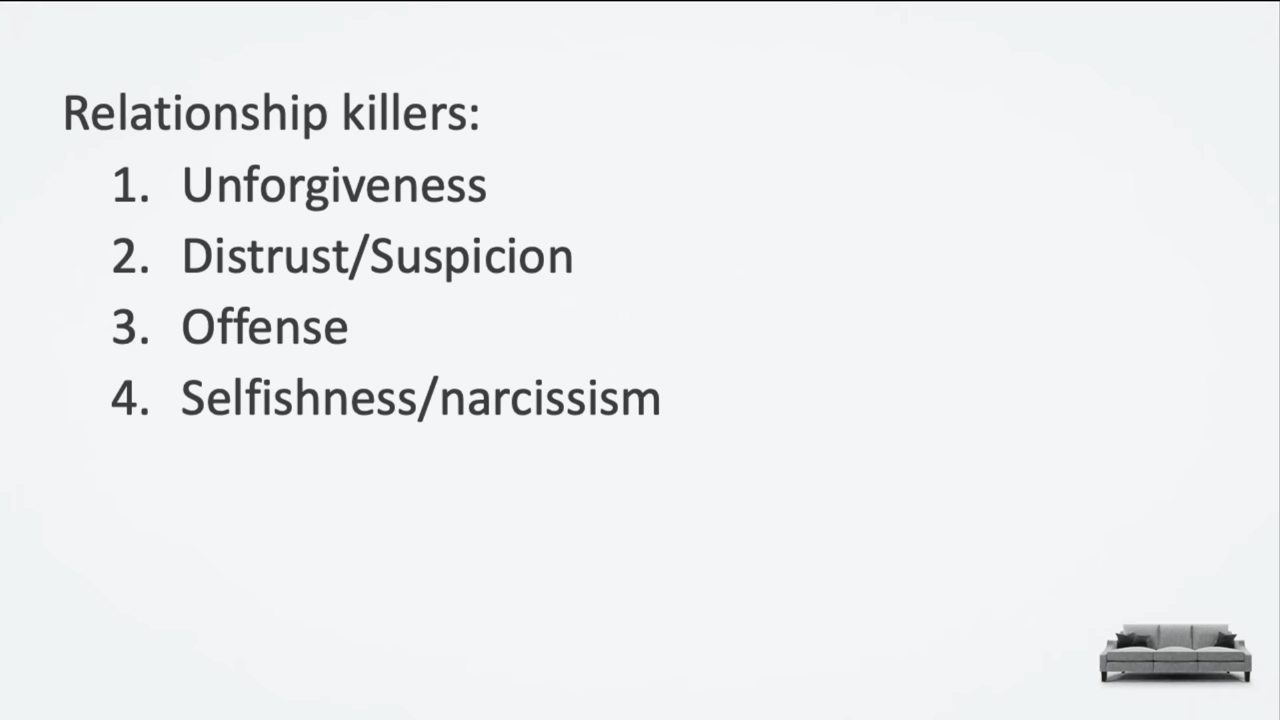 Relationship killers:
1. Unforgiveness
2. Distrust/Suspicion
3. Offense
4. Selfishness/narcissism